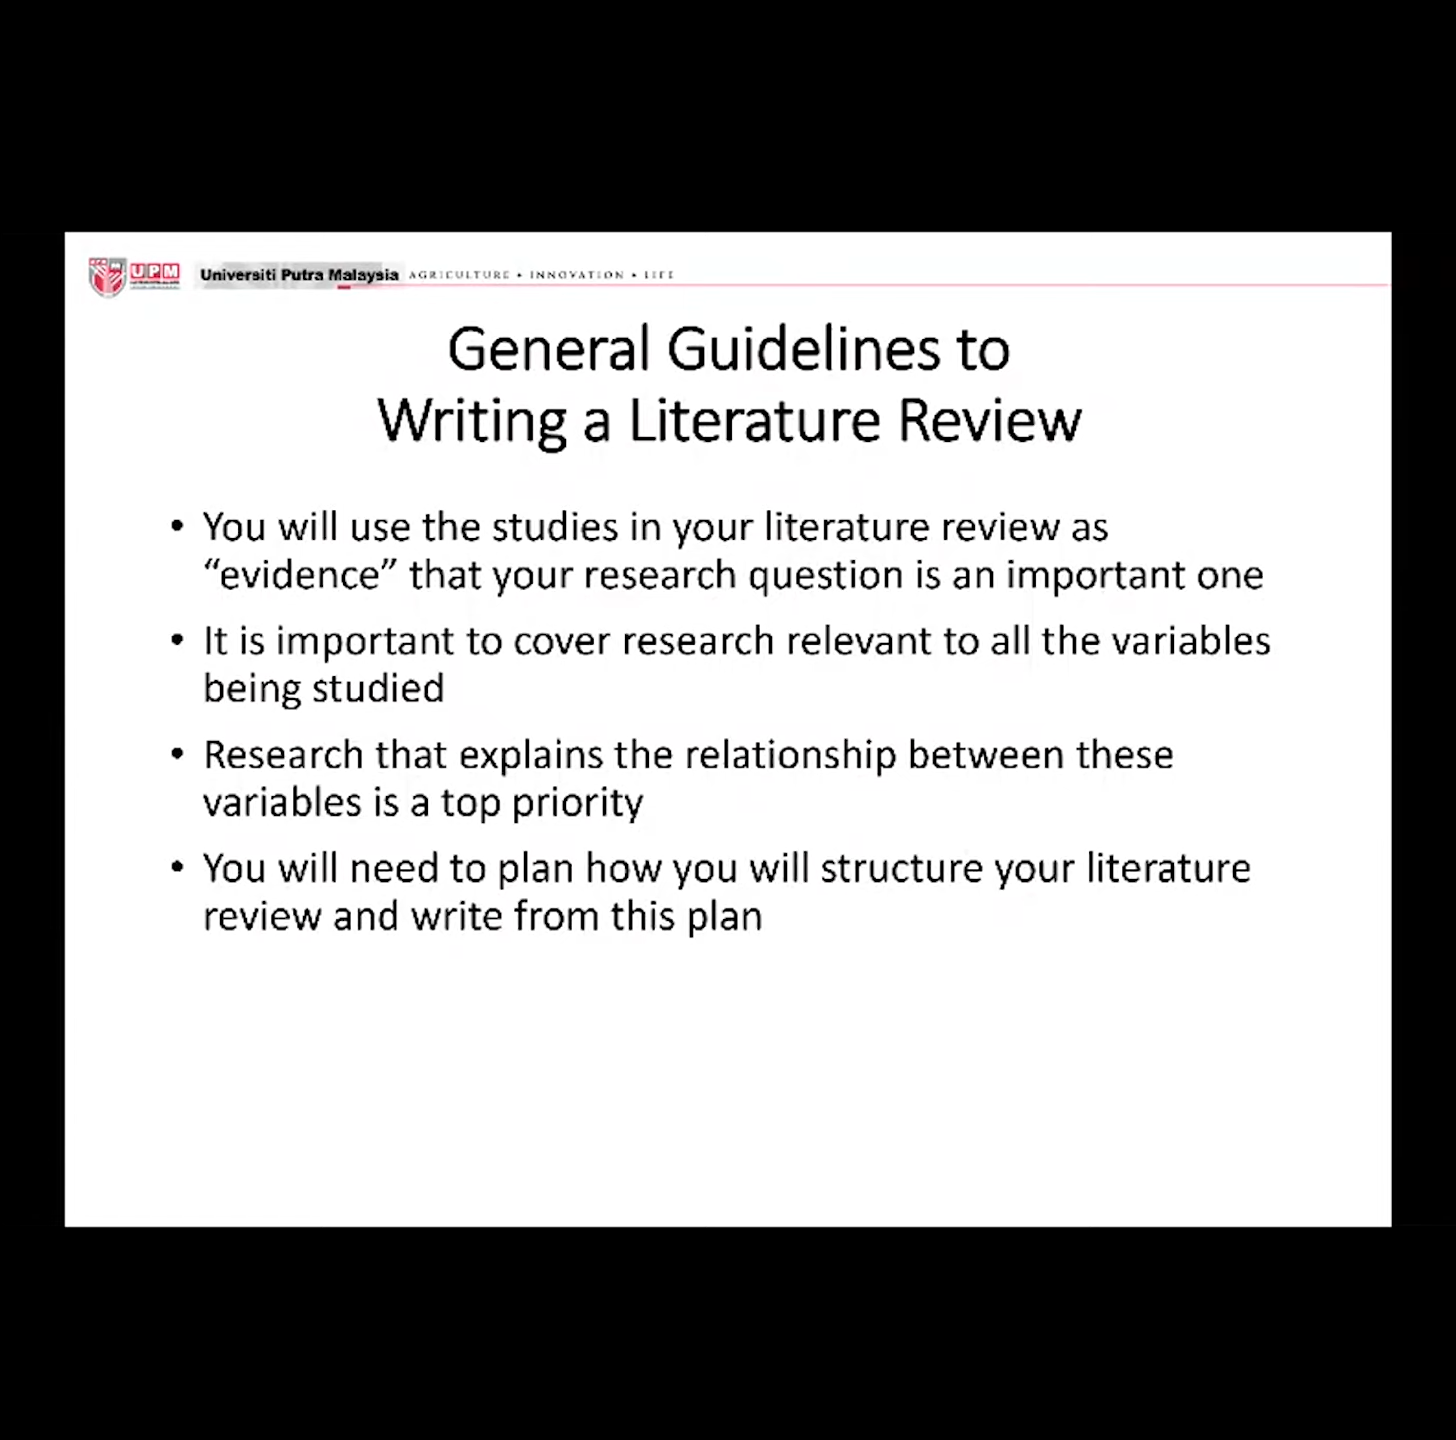 UPM
Universiti Putra Malaysia AGRICULTURE • INNOVATION • LIFE
General Guidelines to
Writing a Literature Review
• You will use the studies in your literature review as
“evidence” that your research question is an important one
• It is important to cover research relevant to all the variables
being studied
• Research that explains the relationship between these
variables is a top priority
• You will need to plan how you will structure your literature
review and write from this plan